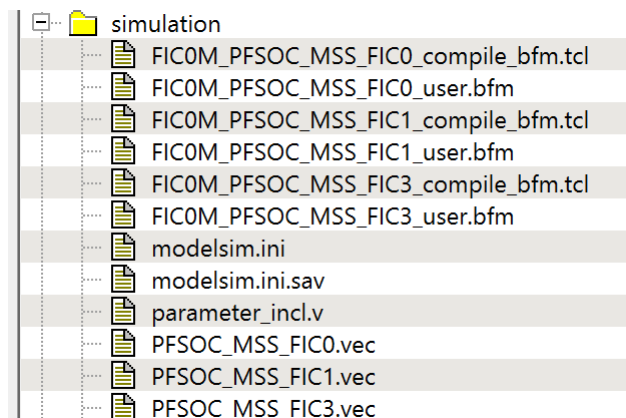 simulation
FIC0M_PFSOC_MSS_FIC0_compile_bfm.tcl
FIC0M_PFSOC_MSS_FIC0_user.bfm
FIC0M_PFSOC_MSS_FIC1_compile_bfm.tcl
FIC0M_PFSOC_MSS_FIC1_user.bfm
FIC0M_PFSOC_MSS_FIC3_compile_bfm.tcl
FIC0M_PFSOC_MSS_FIC3_user.bfm
modelsim.ini
modelsim.ini.sav
parameter_incl.v
PFSOC_MSS_FIC0.vec
PFSOC_MSS_FIC1.vec
PFSOC_MSS_FIC3.vec